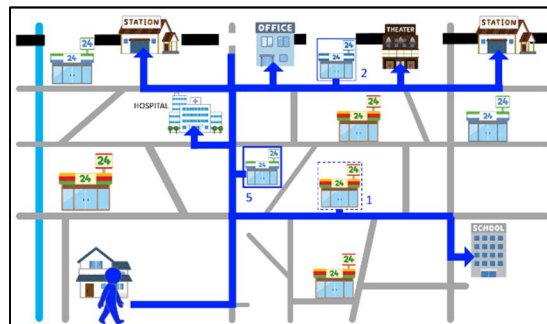 STATION
24
OFFICE
24
THEATER
STATION
2
HOSPITAL
24
24
24
24
24
5
1
SCHOOL
24